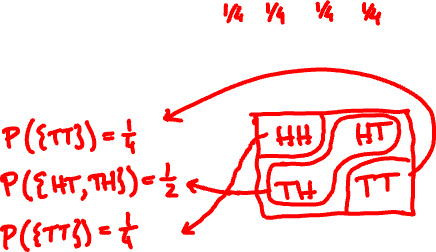 1/4 1/4 1/4 1/4
HH HT
P({TT}) = 1/4
P({HT, TH}) = 1/2
TH TT
P({TT}) = 1/4